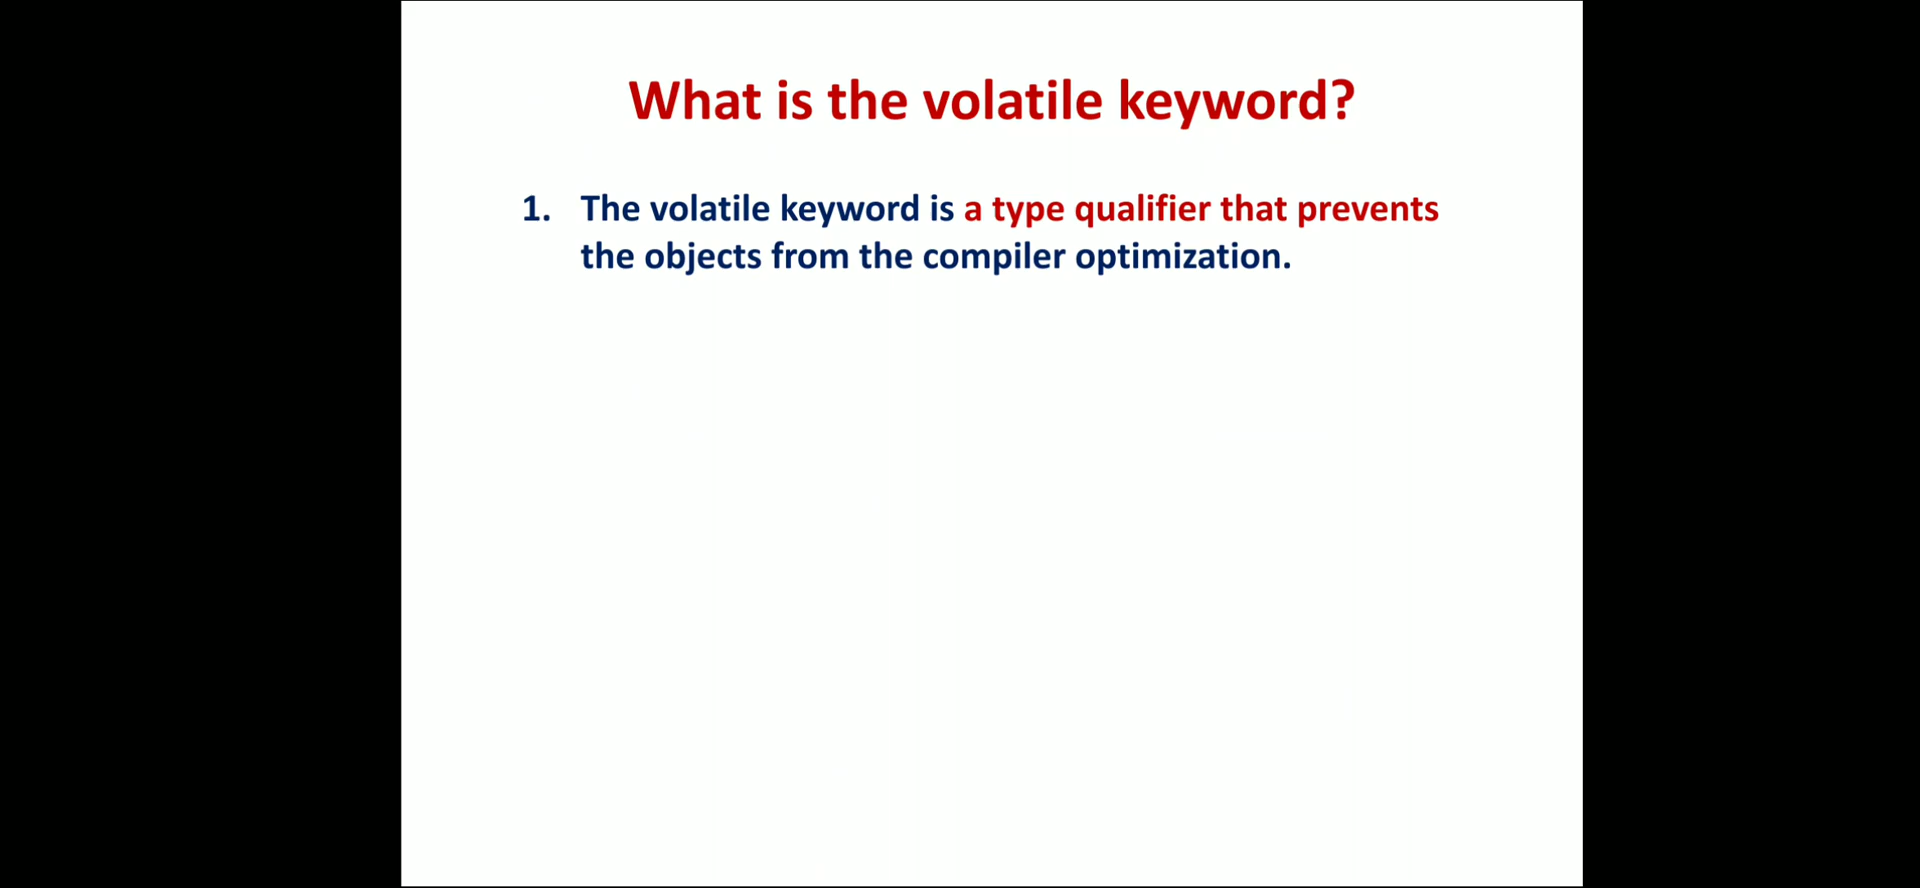 What is the volatile keyword?
1. The volatile keyword is a type qualifier that prevents
the objects from the compiler optimization.